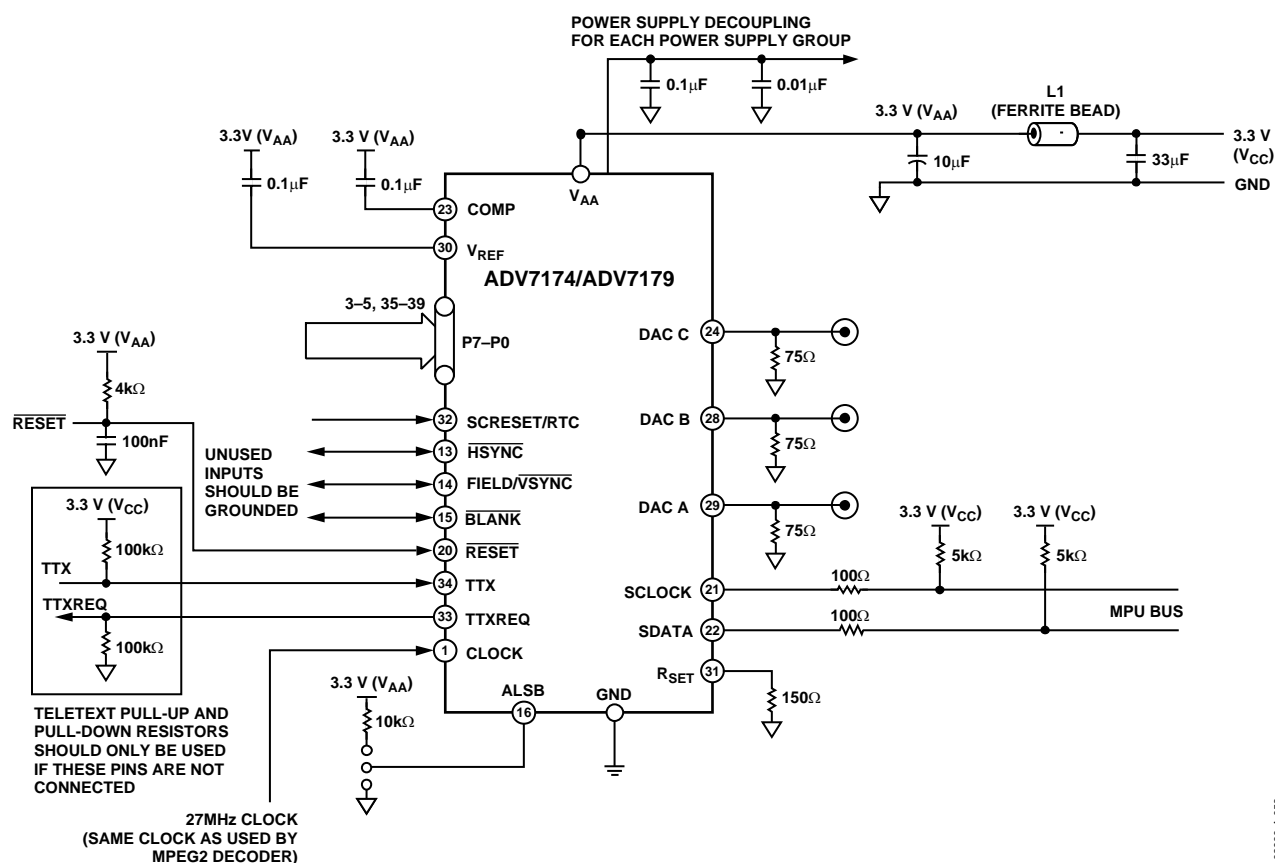 POWER SUPPLY DECOUPLING
FOR EACH POWER SUPPLY GROUP
0.1µF
0.01µF
L1
(FERRITE BEAD)
3.3 V (VAA)
10µF
33µF
3.3 V
(VCC)
GND
3.3V (VAA)
3.3 V (VAA)
0.1µF
0.1µF
VAA
23
COMP
30
VREF
ADV7174/ADV7179
3–5, 35–39
P7–P0
3.3 V (VAA)
4kΩ
RESET
100nF
UNUSED
INPUTS
SHOULD BE
GROUNDED
32
SCRESET/RTC
13
HSYNC
14
FIELD/VSYNC
15
BLANK
20
RESET
34
TTX
33
TTXREQ
1
CLOCK
3.3 V (VCC)
100kΩ
TTX
TTXREQ
100kΩ
TELETEXT PULL-UP AND
PULL-DOWN RESISTORS
SHOULD ONLY BE USED
IF THESE PINS ARE NOT
CONNECTED
27MHz CLOCK
(SAME CLOCK AS USED BY
MPEG2 DECODER)
3.3 V (VAA)
10kΩ
ALSB
16
GND
DAC C
24
75Ω
DAC B
28
75Ω
DAC A
29
75Ω
3.3 V (VCC)
3.3 V (VCC)
5kΩ
5kΩ
SCLOCK
21
100Ω
SDATA
22
100Ω
MPU BUS
RSET
31
150Ω